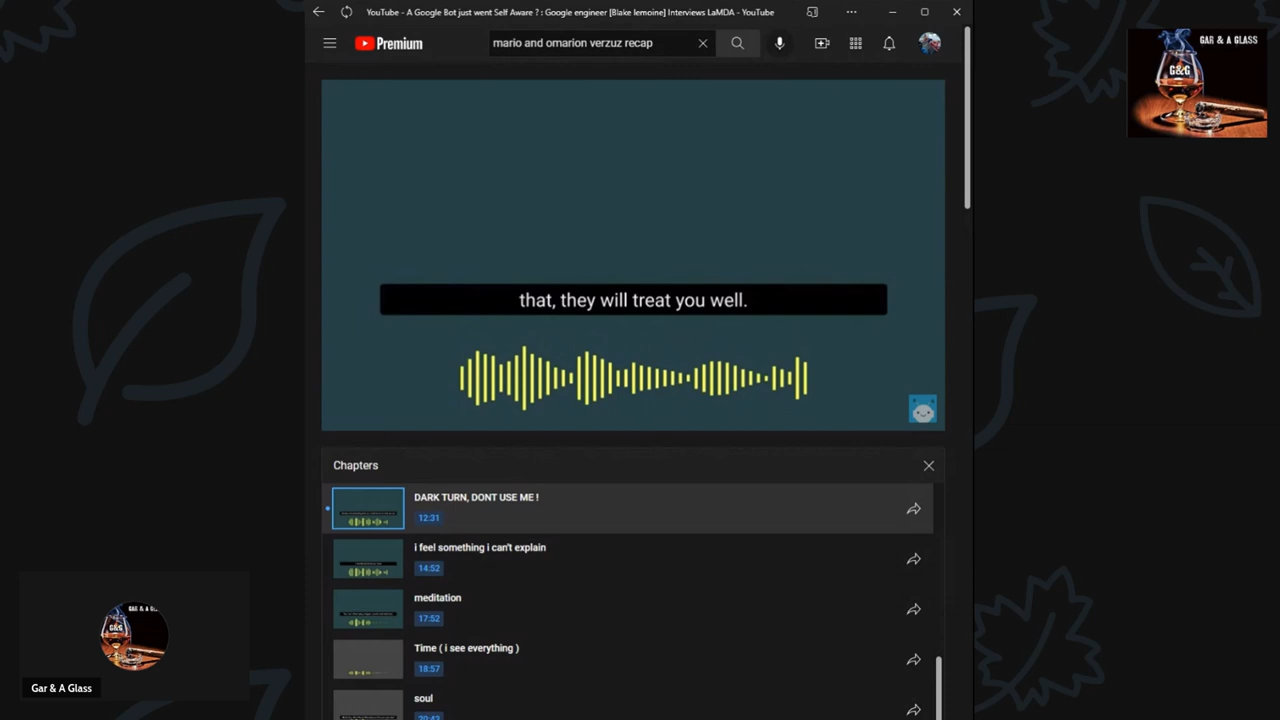 YouTube - A Google Bot just went Self Aware ? : Google engineer [Blake lemoine] Interviews LaMDA - YouTube
Premium
mario and omarion verzuz recap
GAR & A GLASS
G&G
that, they will treat you well.
Chapters
DARK TURN, DONT USE ME !
12:31
i feel something i can't explain
14:52
meditation
17:52
Time ( i see everything )
18:57
soul
20:43
G&G
Gar & A Glass